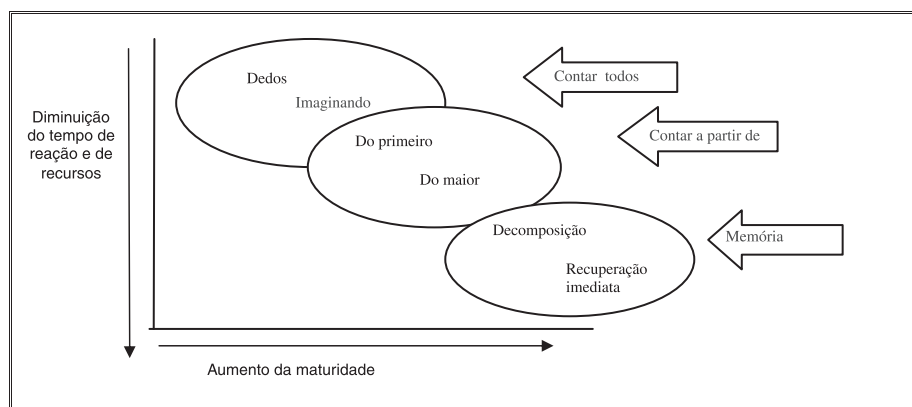 Diminuição
do tempo de
reação e de
recursos
Dedos
Imaginando
Contar todos
Do primeiro
Do maior
Contar a partir de
Decomposição
Recuperação
imediata
Memória
Aumento da maturidade